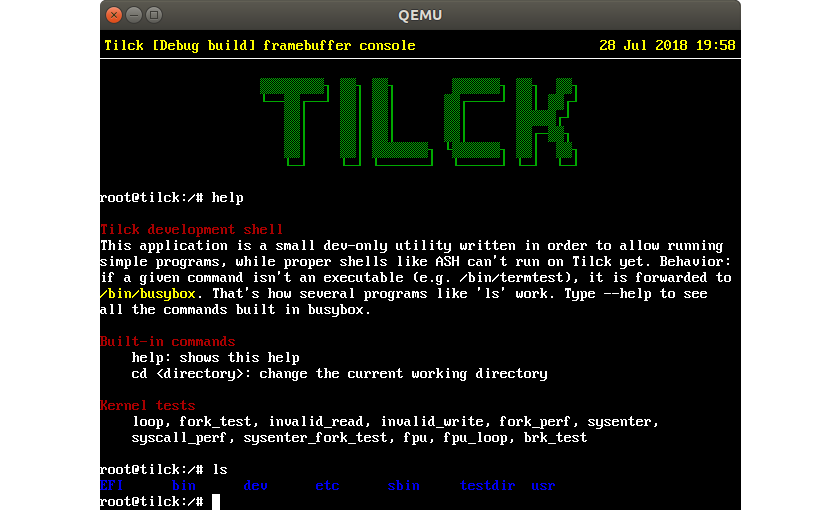 QEMU
Tilck [Debug build] framebuffer console 28 Jul 2018 19:58
TILCK
root@tilck:/# help
Tilck development shell
This application is a small dev-only utility written in order to allow running
simple programs, while proper shells like ASH can't run on Tilck yet. Behavior:
if a given command isn't an executable (e.g. /bin/termtest), it is forwarded to
/bin/busybox. That's how several programs like 'ls' work. Type --help to see
all the commands built in busybox.
Built-in commands
help: shows this help
cd <directory>: change the current working directory
Kernel tests
loop, fork_test, invalid_read, invalid_write, fork_perf, sysenter,
syscall_perf, sysenter_fork_test, fpu, fpu_loop, brk_test
root@tilck:/# ls
EFI bin dev etc sbin testdir usr
root@tilck:/#